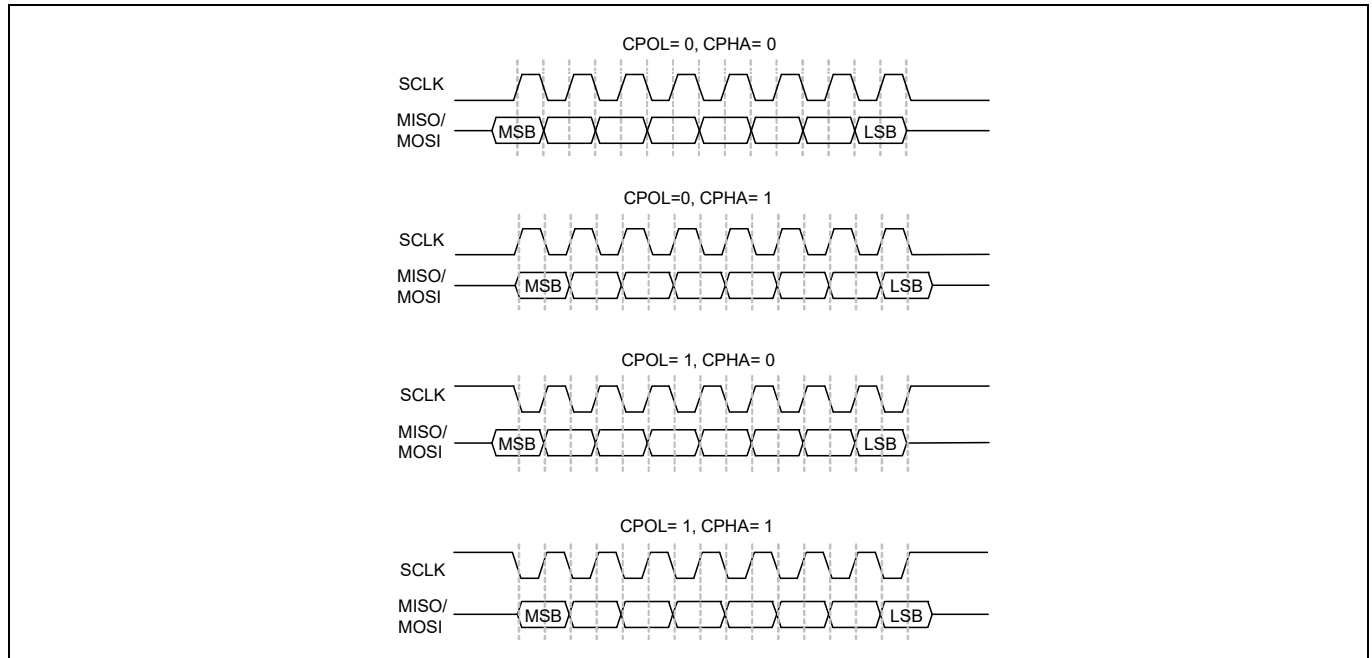 CPOL= 0, CPHA= 0
SCLK
MISO/
MOSI
MSB LSB
CPOL=0, CPHA= 1
SCLK
MISO/
MOSI
MSB LSB
CPOL= 1, CPHA= 0
SCLK
MISO/
MOSI
MSB LSB
CPOL= 1, CPHA= 1
SCLK
MISO/
MOSI
MSB LSB